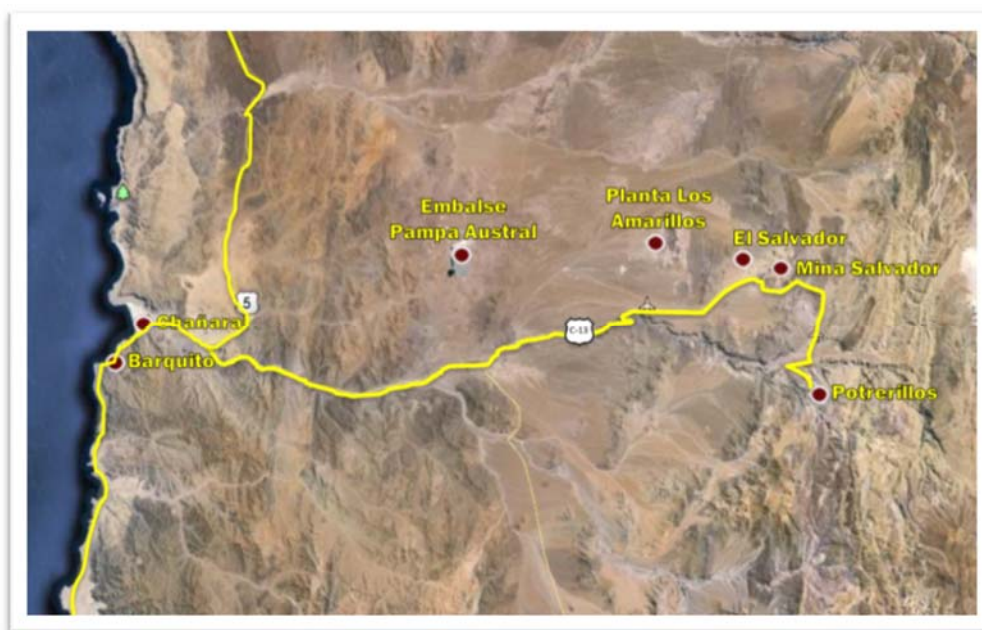 Embalse
Pampa Austral
Planta Los
Amarillos
El Salvador
Mina Salvador
5
Chañaral
C-13
Barquito
Potrerillos